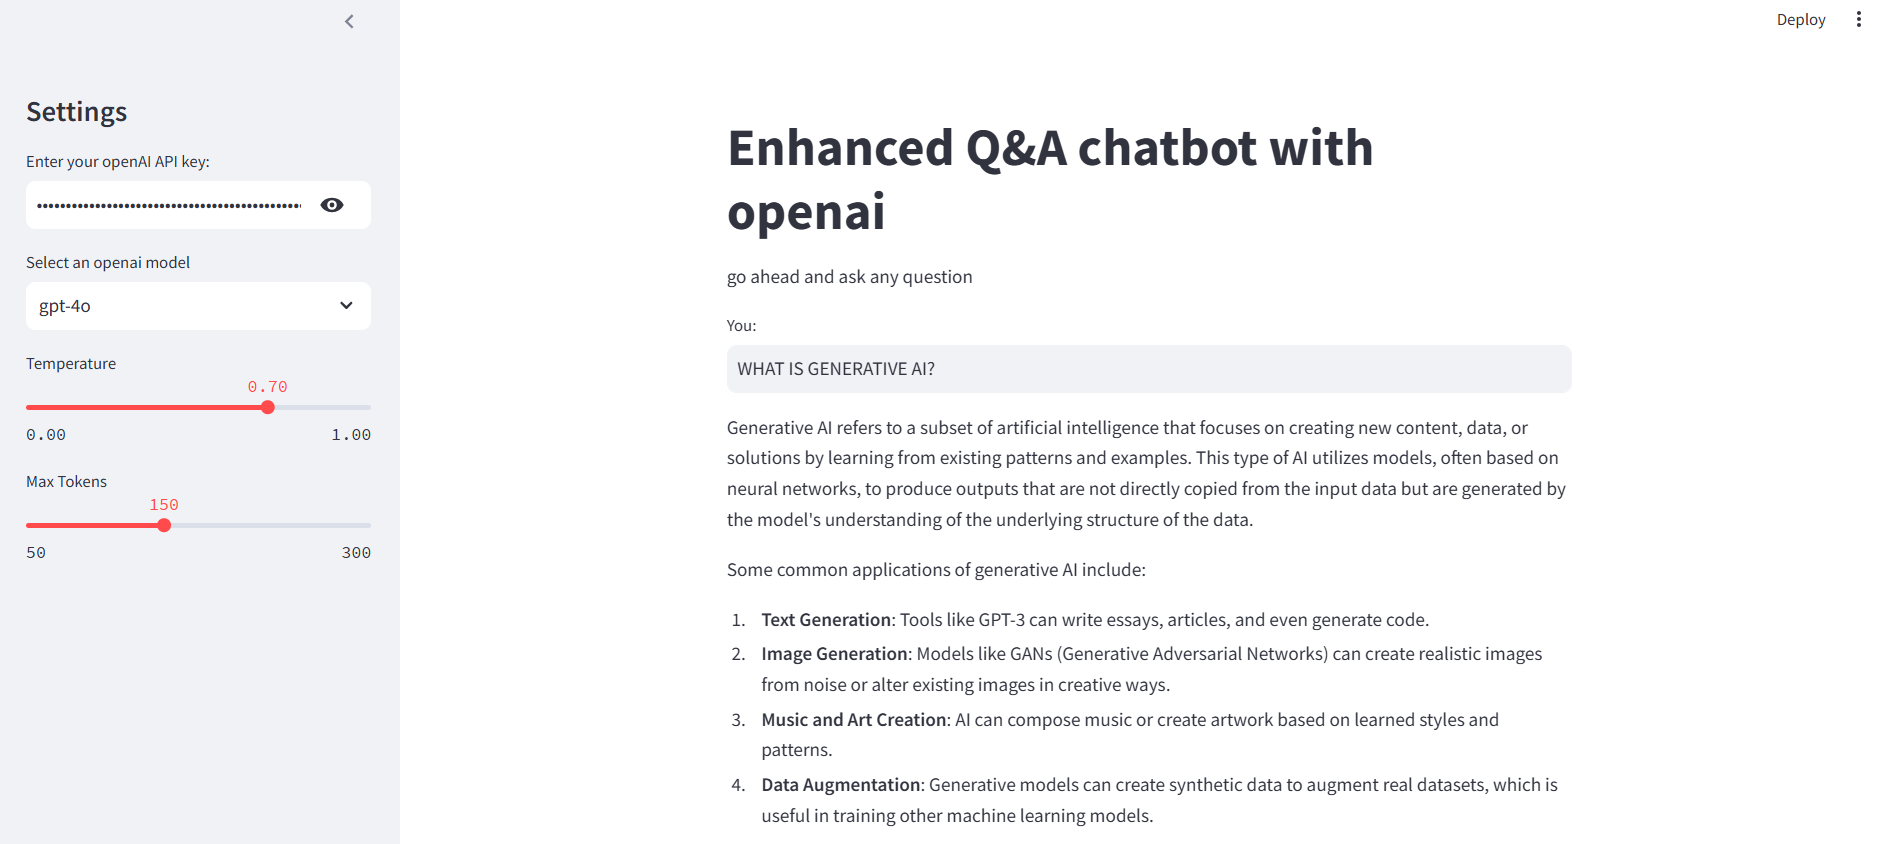 Deploy
Settings
Enter your openAI API key:
Select an openai model
gpt-4o
Temperature
0.70
0.00 1.00
Max Tokens
150
50 300
Enhanced Q&A chatbot with
openai
go ahead and ask any question
You:
WHAT IS GENERATIVE AI?
Generative AI refers to a subset of artificial intelligence that focuses on creating new content, data, or
solutions by learning from existing patterns and examples. This type of AI utilizes models, often based on
neural networks, to produce outputs that are not directly copied from the input data but are generated by
the model's understanding of the underlying structure of the data.
Some common applications of generative AI include:
1. Text Generation: Tools like GPT-3 can write essays, articles, and even generate code.
2. Image Generation: Models like GANs (Generative Adversarial Networks) can create realistic images
from noise or alter existing images in creative ways.
3. Music and Art Creation: AI can compose music or create artwork based on learned styles and
patterns.
4. Data Augmentation: Generative models can create synthetic data to augment real datasets, which is
useful in training other machine learning models.